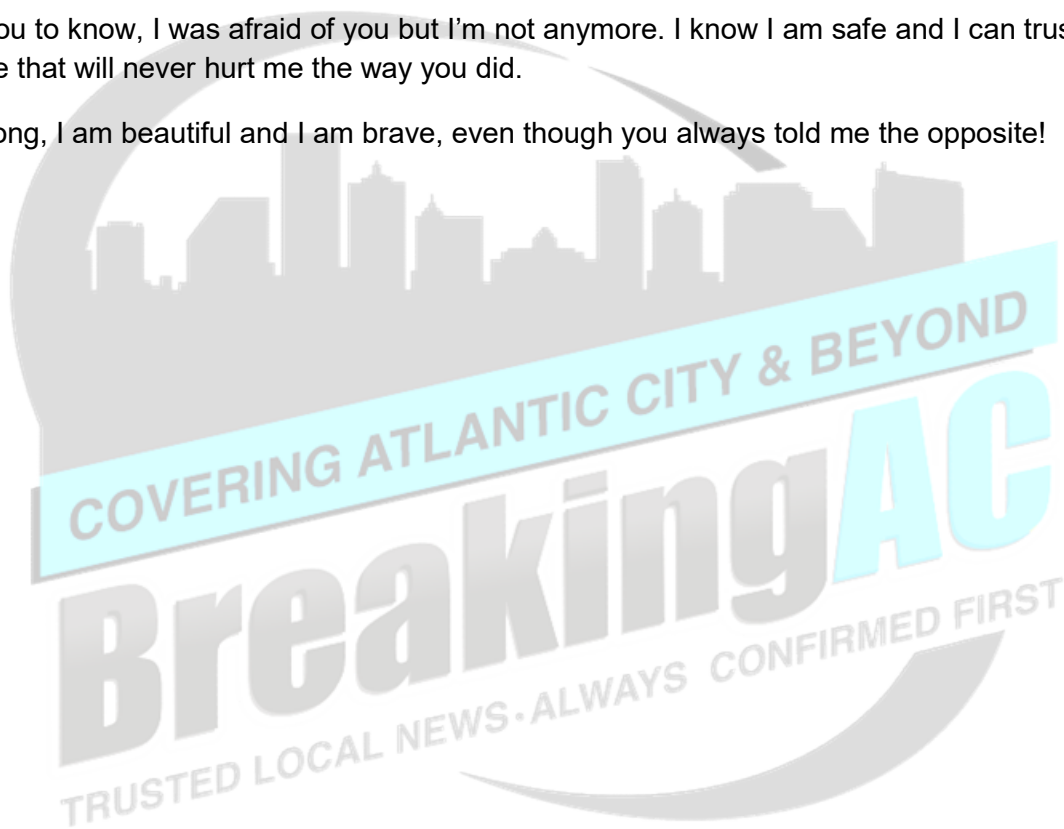 ou to know, I was afraid of you but I’m not anymore. I know I am safe and I can trus
e that will never hurt me the way you did.
ong, I am beautiful and I am brave, even though you always told me the opposite!
COVERING ATLANTIC CITY & BEYOND
BreakingAC
TRUSTED LOCAL NEWS • ALWAYS CONFIRMED FIRST